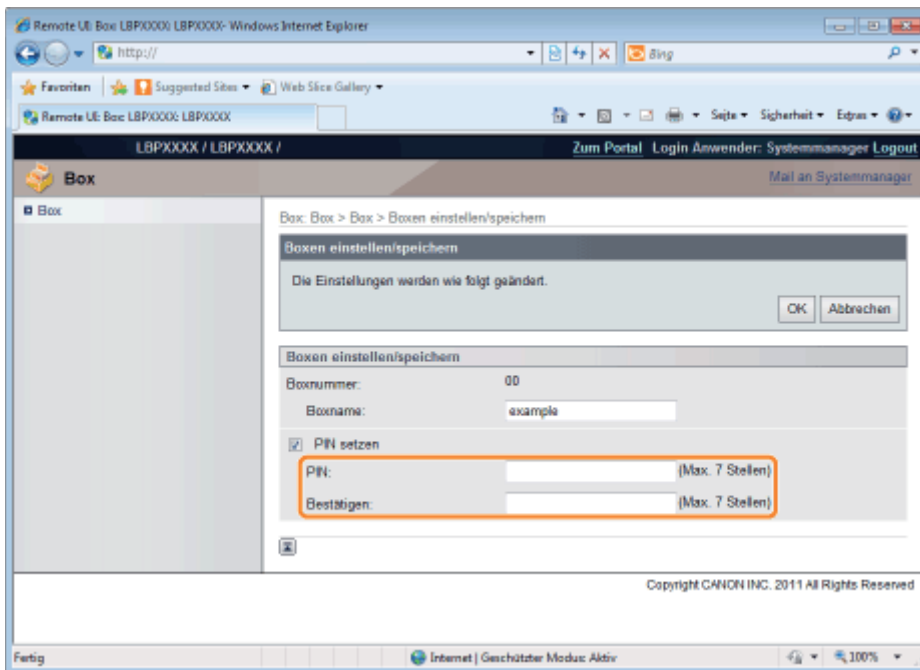 Remote UI: Box: LBPXXXX: LBPXXXX- Windows Internet Explorer
http://
Bing
Favoriten Suggested Sites Web Slice Gallery
Remote UI: Box: LBPXXXX: LBPXXXX
Seite Sicherheit Extras
LBPXXXX / LBPXXXX /
Zum Portal Login Anwender: Systemmanager Logout
Box
Mail an Systemmanager
Box
Box: Box > Box > Boxen einstellen/speichern
Boxen einstellen/speichern
Die Einstellungen werden wie folgt geändert.
OK Abbrechen
Boxen einstellen/speichern
Boxnummer: 00
Boxname: example
PIN setzen
PIN: (Max. 7 Stellen)
Bestätigen: (Max. 7 Stellen)
Copyright CANON INC. 2011 All Rights Reserved
Fertig Internet | Geschützter Modus: Aktiv 100%